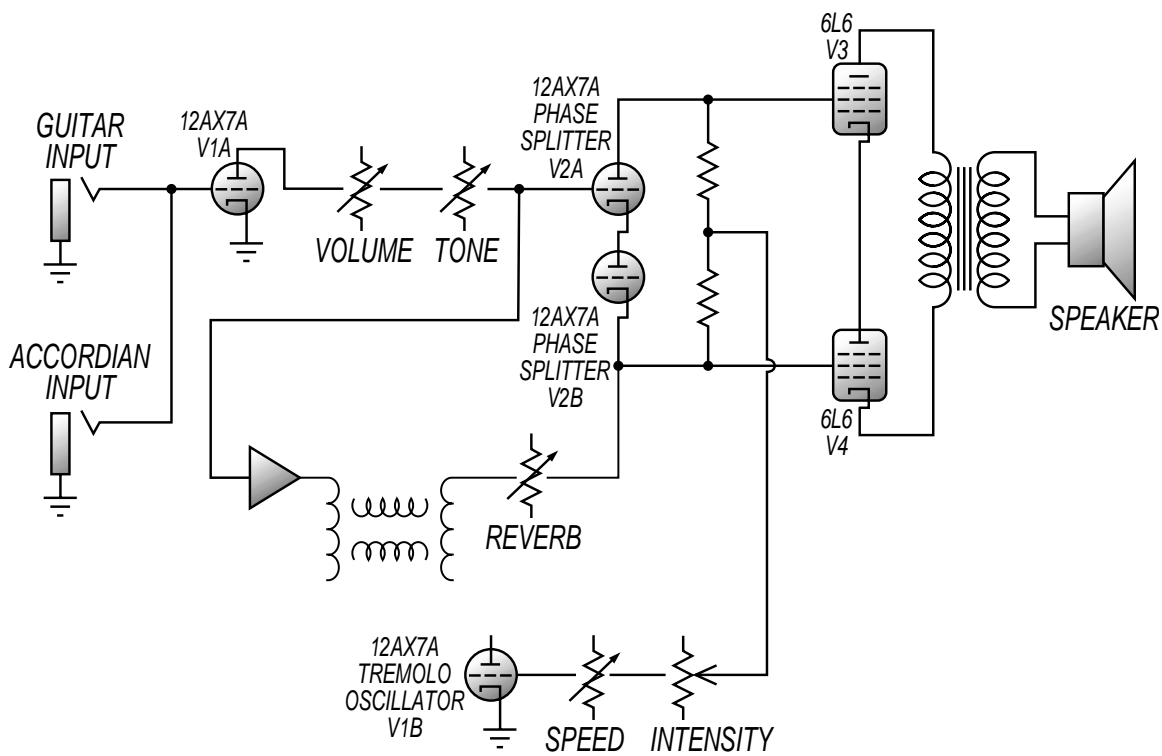 GUITAR
INPUT
12AX7A
V1A
VOLUME
TONE
12AX7A
PHASE
SPLITTER
V2A
6L6
V3
ACCORDIAN
INPUT
12AX7A
PHASE
SPLITTER
V2B
6L6
V4
SPEAKER
REVERB
12AX7A
TREMOLO
OSCILLATOR
V1B
SPEED
INTENSITY